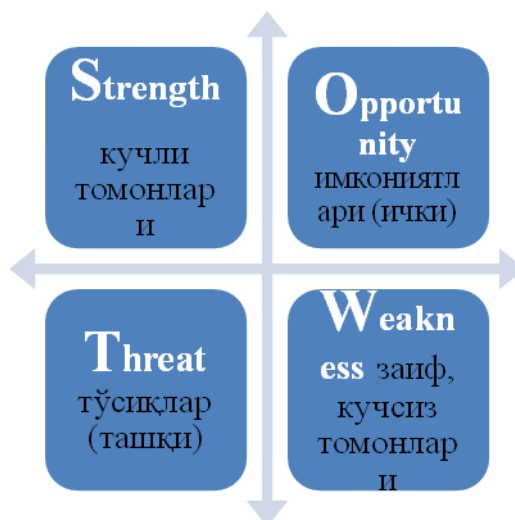 Strength
кучли
томонлар
и
Opportu
nity
имкониятл
ари (ички)
Threat
тўсиқлар
(ташқи)
Weakn
ess заиф,
кучсиз
томонлар
и